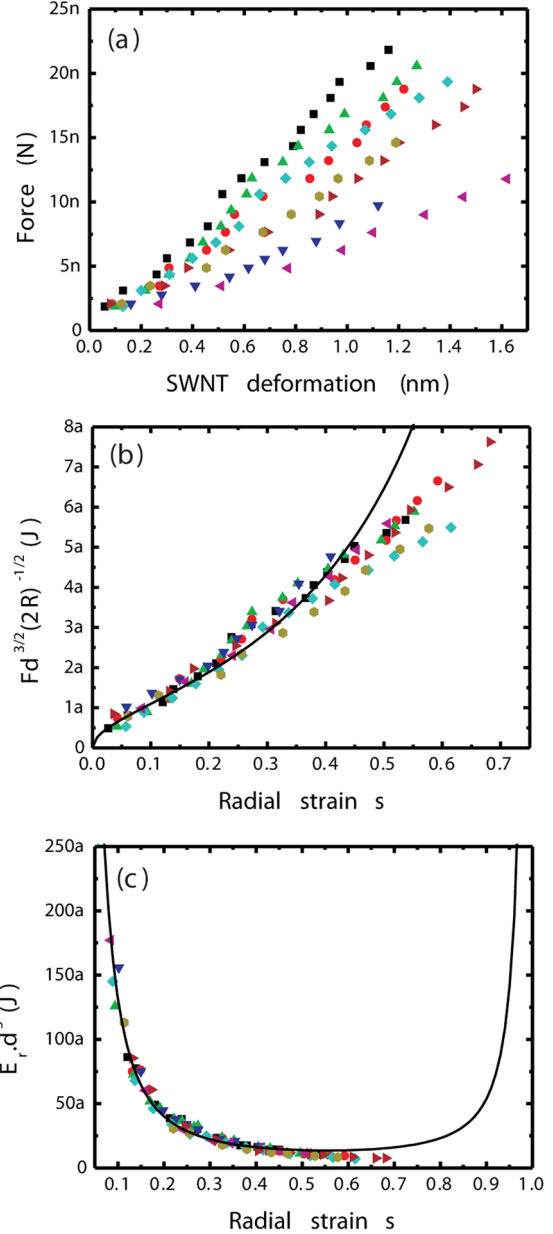 25n
(a)
20n
15n
10n
5n
0
Force (N)
0.0 0.2 0.4 0.6 0.8 1.0 1.2 1.4 1.6
SWNT deformation (nm)
8a
(b)
7a
6a
5a
4a
3a
2a
1a
0
Fd 3/2 (2R) -1/2 (J)
0.0 0.1 0.2 0.3 0.4 0.5 0.6 0.7
Radial strain s
250a
(c)
200a
150a
100a
50a
0
(J)
0.1 0.2 0.3 0.4 0.5 0.6 0.7 0.8 0.9 1.0
Radial strain s